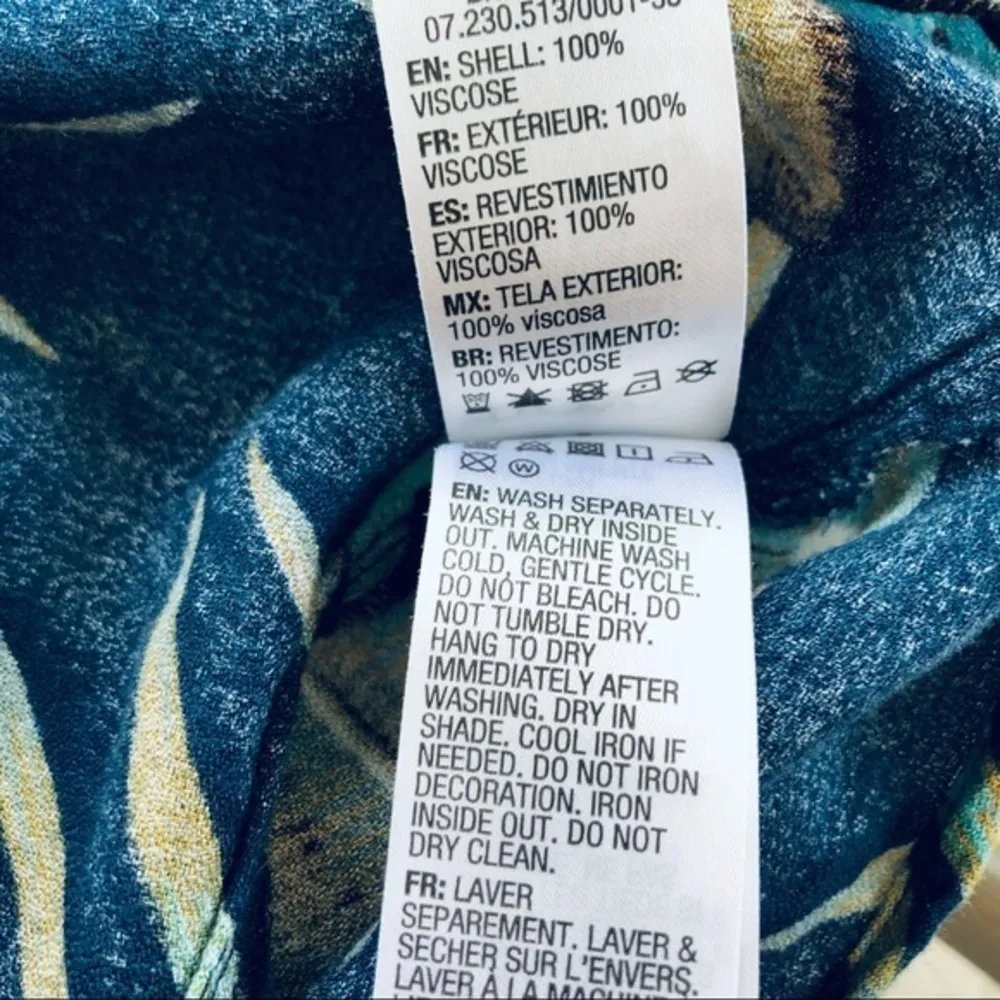 07.230.513/0001-
EN: SHELL: 100%
VISCOSE
FR: EXTÉRIEUR: 100%
VISCOSE
ES: REVESTIMIENTO
EXTERIOR: 100%
VISCOSA
MX: TELA EXTERIOR:
100% viscosa
BR: REVESTIMENTO:
100% VISCOSE
W
EN: WASH SEPARATELY.
WASH & DRY INSIDE
OUT. MACHINE WASH
COLD, GENTLE CYCLE.
DO NOT BLEACH. DO
NOT TUMBLE DRY.
HANG TO DRY
IMMEDIATELY AFTER
WASHING. DRY IN
SHADE. COOL IRON IF
NEEDED. DO NOT IRON
DECORATION. IRON
INSIDE OUT. DO NOT
DRY CLEAN.
FR: LAVER
SEPAREMENT. LAVER &
SECHER SUR L'ENVERS.
LAVER À LA MACHINE